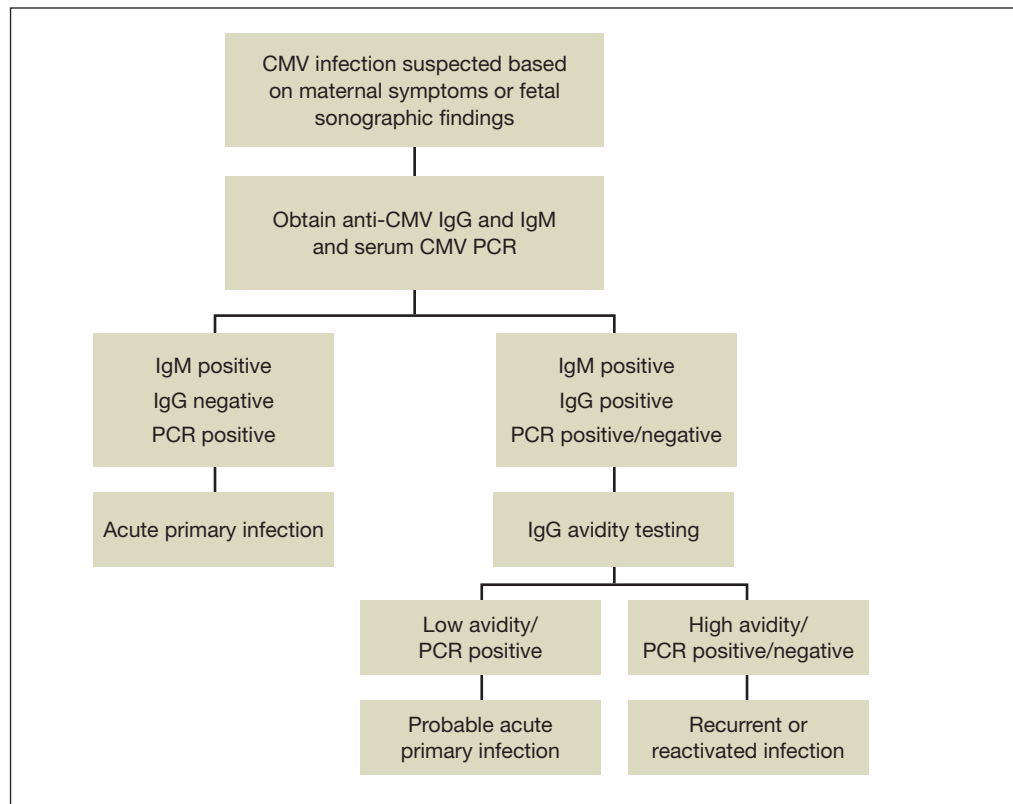 CMV infection suspected based
on maternal symptoms or fetal
sonographic findings
Obtain anti-CMV IgG and IgM
and serum CMV PCR
IgM positive
IgG negative
PCR positive
IgM positive
IgG positive
PCR positive/negative
Acute primary infection
IgG avidity testing
Low avidity/
PCR positive
High avidity/
PCR positive/negative
Probable acute
primary infection
Recurrent or
reactivated infection